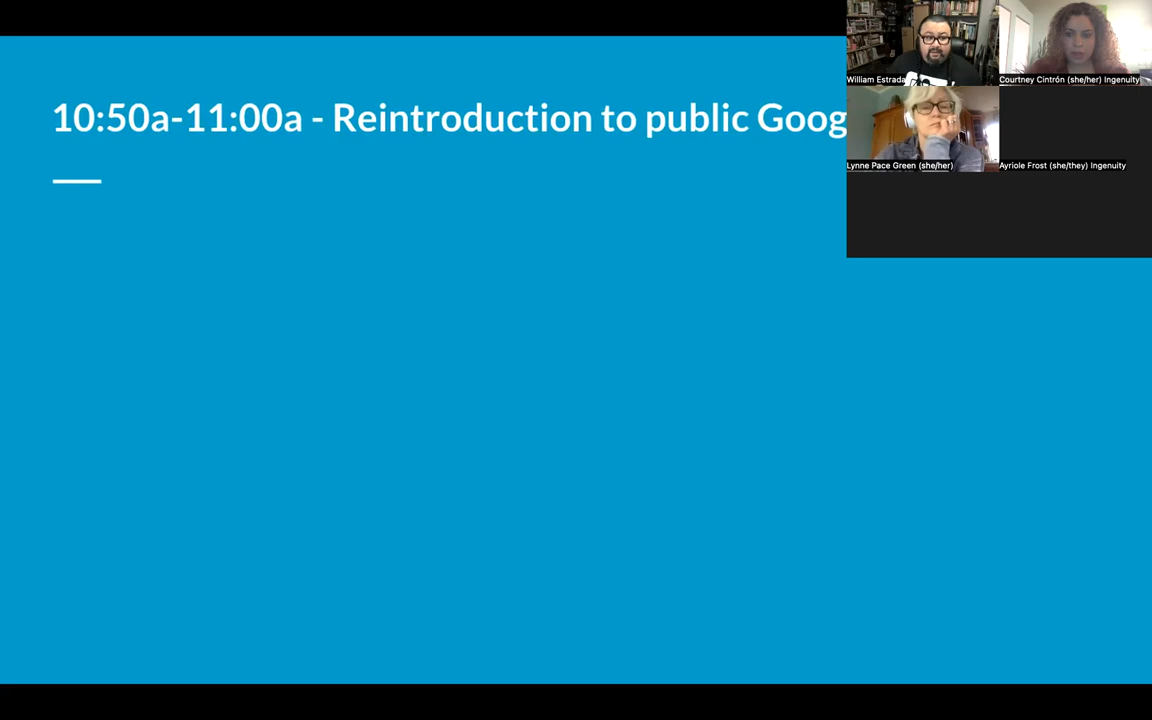 10:50a-11:00a - Reintroduction to public Goog
William Estrada
Courtney Cintrón (she/her) Ingenuity
Lynne Pace Green (she/her)
Ayriole Frost (she/they) Ingenuity